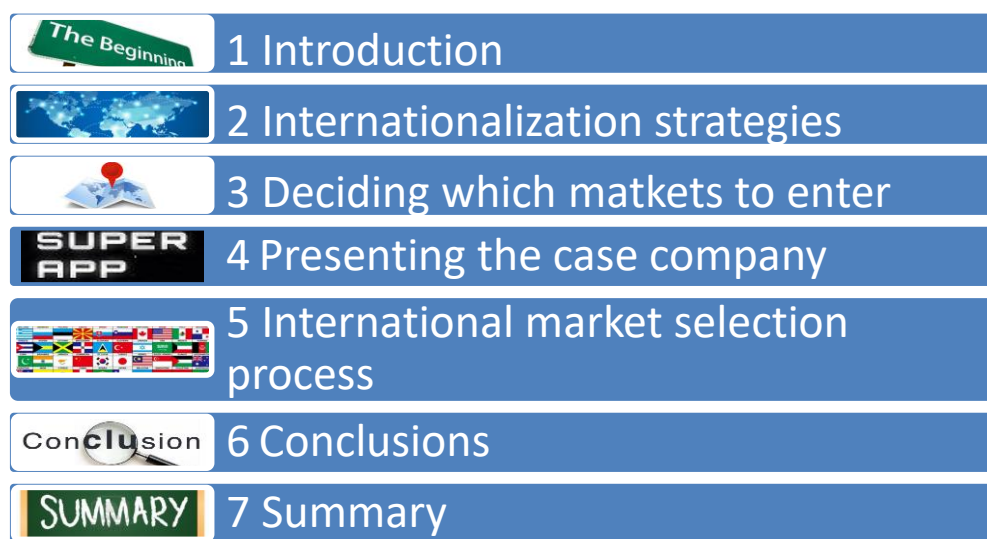 The Beginning
1 Introduction
2 Internationalization strategies
3 Deciding which matkets to enter
SUPER
APP
4 Presenting the case company
5 International market selection
process
Conclusion
6 Conclusions
SUMMARY
7 Summary